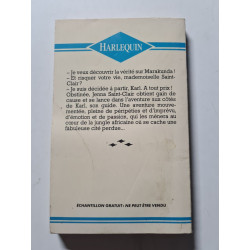 HARLEQUIN
– Je veux découvrir la vérité sur Marakunda !
– Et risquer votre vie, mademoiselle Saint-
Clair ?
– Je suis décidée à partir, Karl. A tout prix !
Obstinée, Jenna Saint-Clair obtient gain de
cause et se lance dans l'aventure aux côtés
de Karl, son guide. Une aventure mouve-
mentée, pleine de péripéties et d'imprévu,
d'émotion et de passion, qui les mènera au
cœur de la jungle africaine où se cache une
fabuleuse cité perdue...
ÉCHANTILLON GRATUIT: NE PEUT ÊTRE VENDU